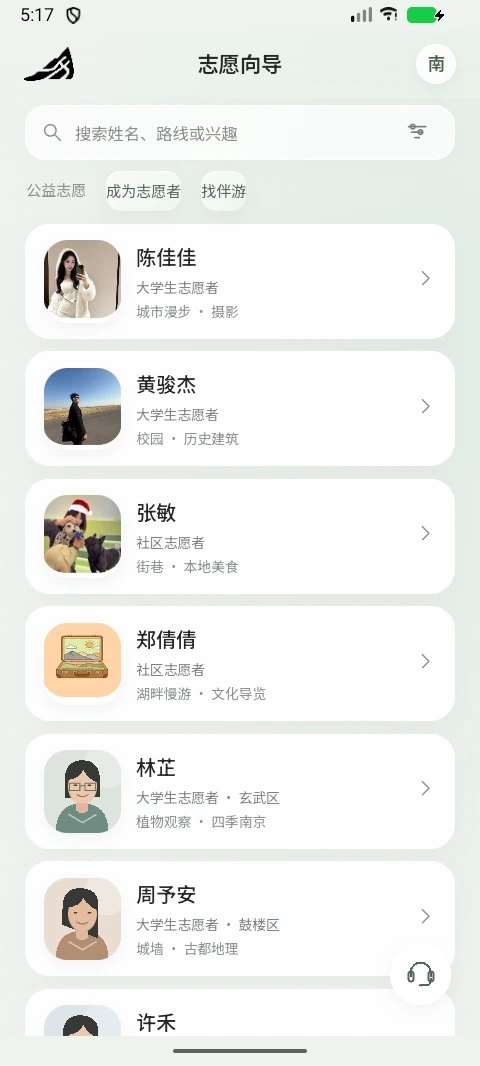 5:17
志愿向导
南
搜索姓名、路线或兴趣
公益志愿 成为志愿者 找伴游
陈佳佳
大学生志愿者
城市漫步 · 摄影
黄骏杰
大学生志愿者
校园 · 历史建筑
张敏
社区志愿者
街巷 · 本地美食
郑倩倩
社区志愿者
湖畔慢游 · 文化导览
林芷
大学生志愿者 · 玄武区
植物观察 · 四季南京
周予安
大学生志愿者 · 鼓楼区
城墙 · 古都地理
许禾